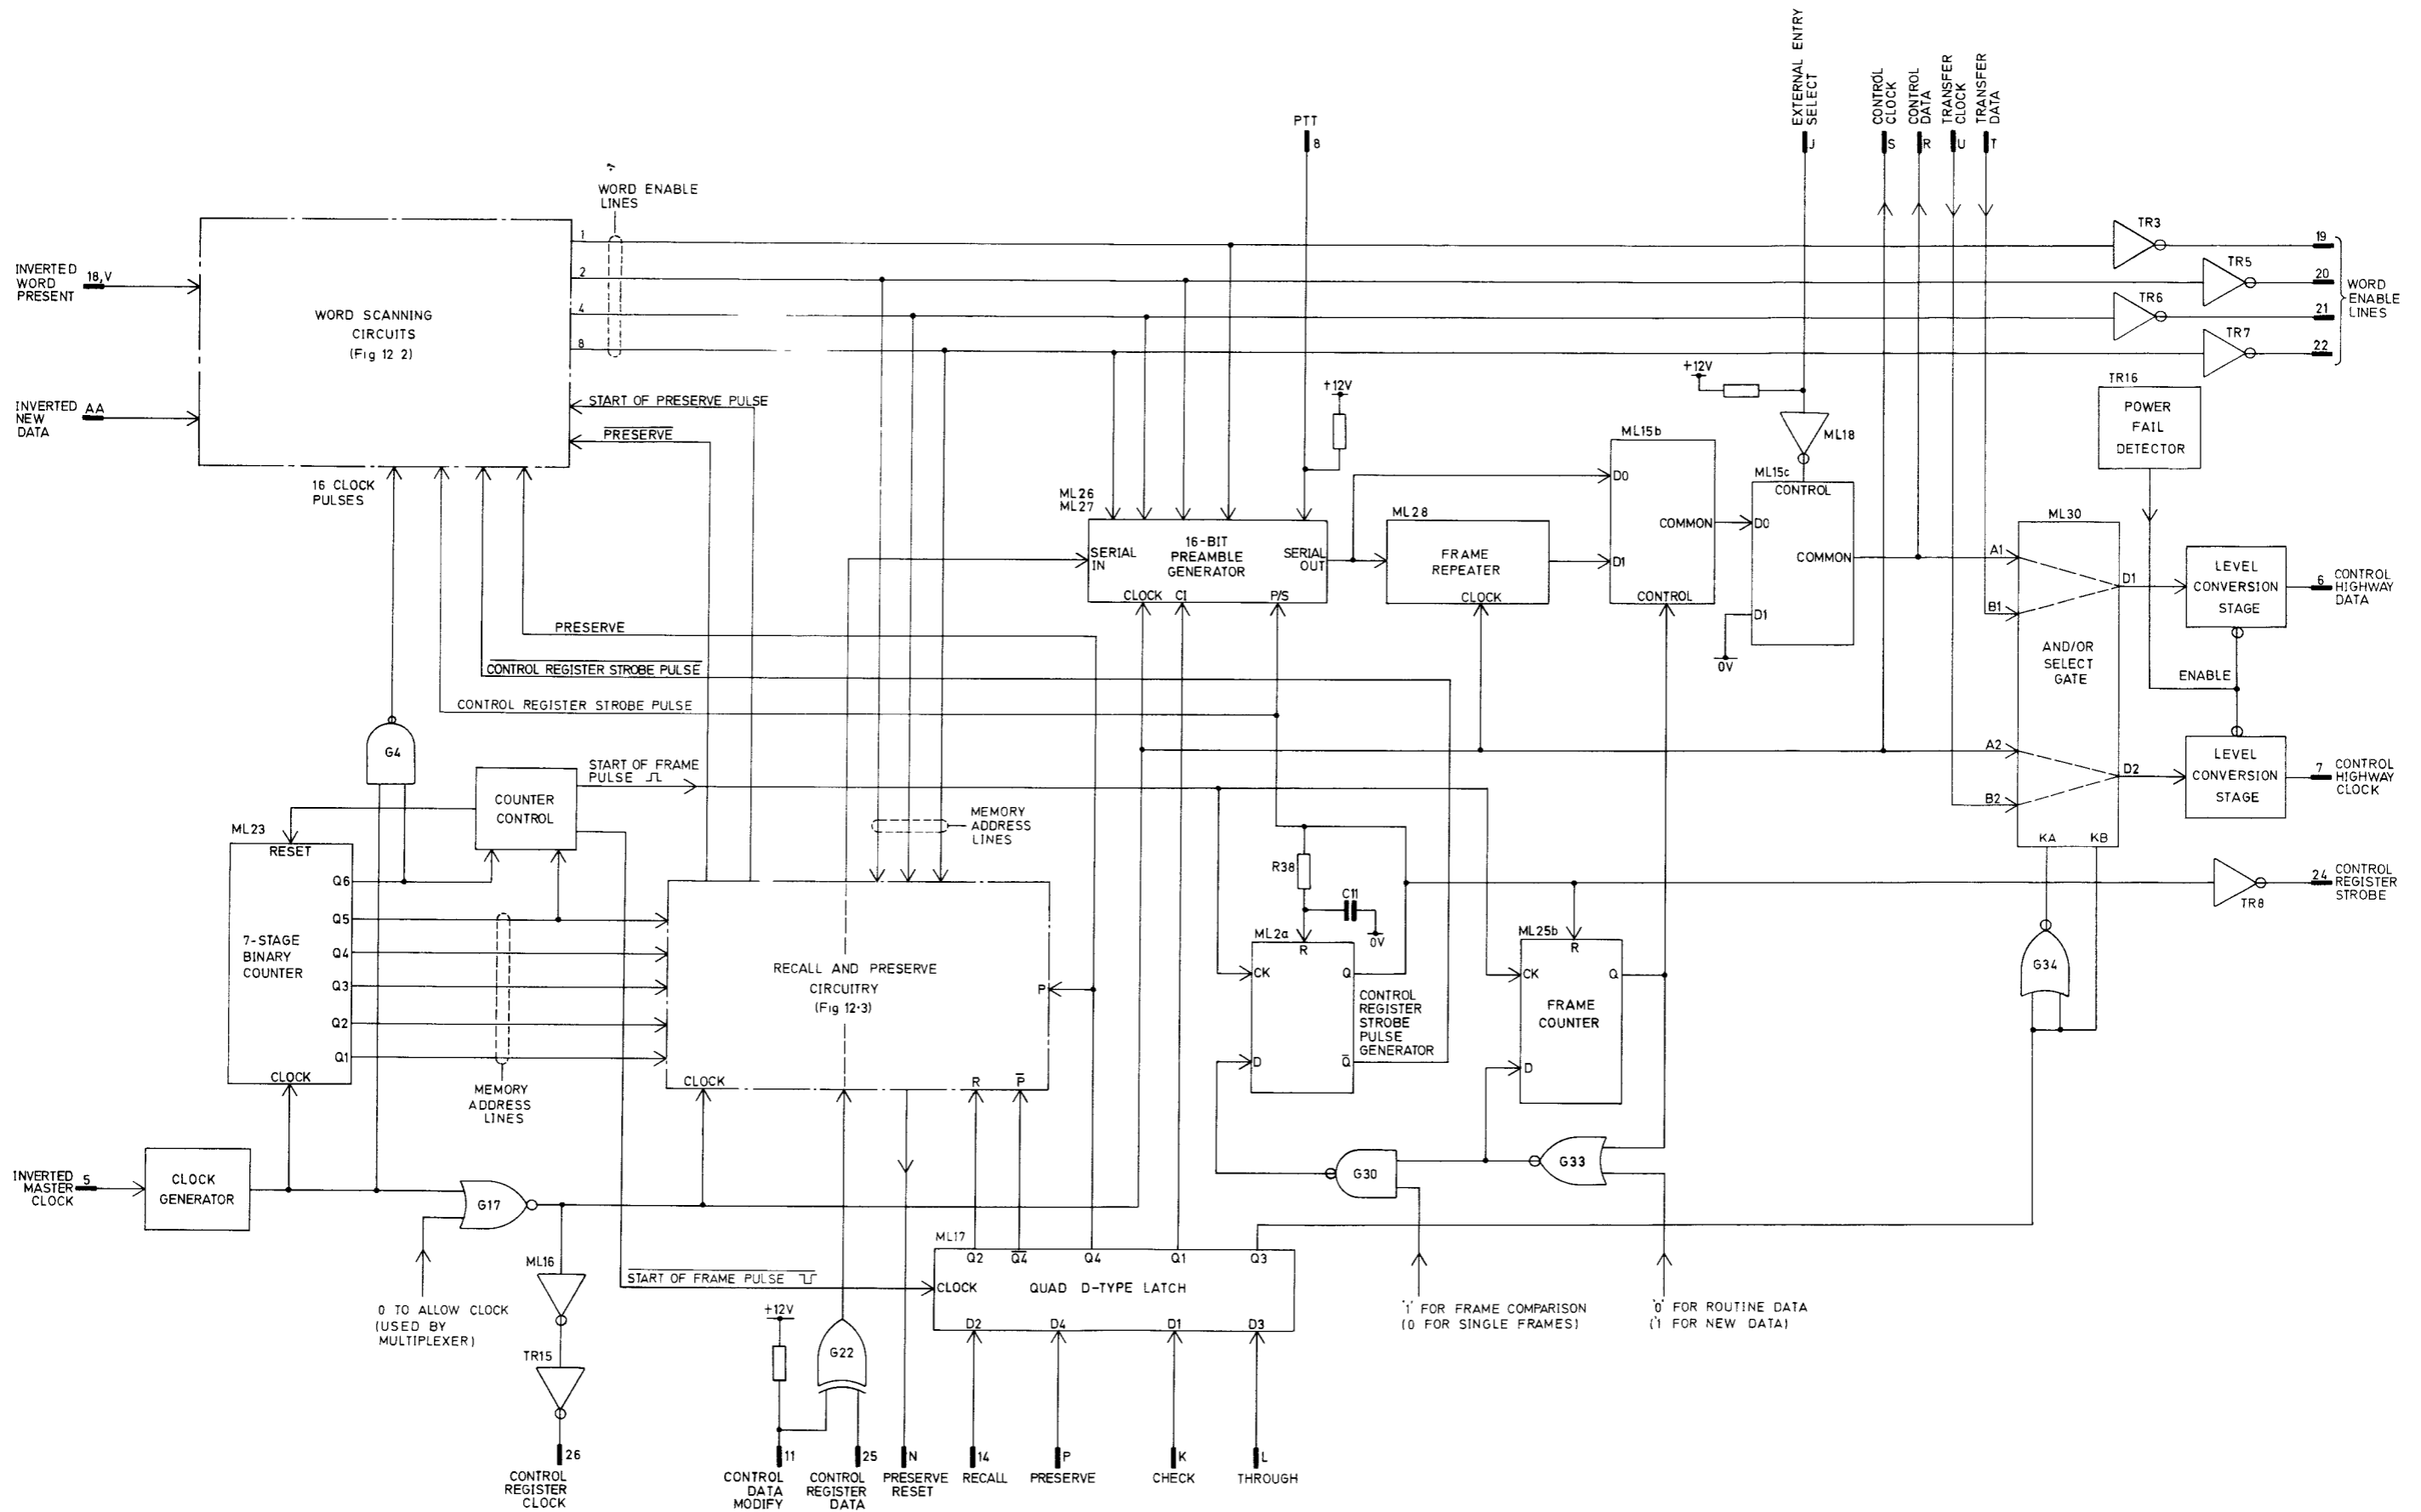 EXTERNAL ENTRY
SELECT
CONTROL
CLOCK
CONTROL
DATA
TRANSFER
CLOCK
TRANSFER
DATA
PTT
8
J
S
R
U
T
WORD ENABLE
LINES
INVERTED
WORD
PRESENT
18,V
WORD SCANNING
CIRCUITS
(Fig 12 2)
1
2
4
8
TR3
19
TR5
20
TR6
21
TR7
22
WORD
ENABLE
LINES
INVERTED
NEW
DATA
AA
START OF PRESERVE PULSE
PRESERVE
16 CLOCK
PULSES
+12V
+12V
ML18
TR16
POWER
FAIL
DETECTOR
ML26
ML27
16-BIT
PREAMBLE
GENERATOR
SERIAL
IN
SERIAL
OUT
CLOCK
CI
P/S
ML28
FRAME
REPEATER
CLOCK
ML15b
D0
D1
COMMON
CONTROL
ML15c
CONTROL
D0
COMMON
D1
0V
ML30
A1
B1
D1
AND/OR
SELECT
GATE
A2
B2
D2
KA
KB
LEVEL
CONVERSION
STAGE
6
CONTROL
HIGHWAY
DATA
ENABLE
LEVEL
CONVERSION
STAGE
7
CONTROL
HIGHWAY
CLOCK
PRESERVE
CONTROL REGISTER STROBE PULSE
CONTROL REGISTER STROBE PULSE
G4
COUNTER
CONTROL
START OF FRAME
PULSE
MEMORY
ADDRESS
LINES
ML23
RESET
Q6
Q5
Q4
Q3
Q2
Q1
7-STAGE
BINARY
COUNTER
CLOCK
MEMORY
ADDRESS
LINES
RECALL AND PRESERVE
CIRCUITRY
(Fig 12·3)
P
CLOCK
R
P̅
R38
C11
0V
ML2a
R
CK
Q
D
Q̅
CONTROL
REGISTER
STROBE
PULSE
GENERATOR
ML25b
R
CK
Q
FRAME
COUNTER
D
TR8
24
CONTROL
REGISTER
STROBE
G34
G30
G33
INVERTED
MASTER
CLOCK
5
CLOCK
GENERATOR
G17
0 TO ALLOW CLOCK
(USED BY
MULTIPLEXER)
ML16
TR15
26
CONTROL
REGISTER
CLOCK
START OF FRAME PULSE
ML17
Q2
Q̅4̅
Q4
Q1
Q3
CLOCK
QUAD D-TYPE LATCH
D2
D4
D1
D3
'1' FOR FRAME COMPARISON
(0 FOR SINGLE FRAMES)
'0' FOR ROUTINE DATA
(1 FOR NEW DATA)
+12V
G22
11
CONTROL
DATA
MODIFY
25
CONTROL
REGISTER
DATA
N
PRESERVE
RESET
14
RECALL
P
PRESERVE
K
CHECK
L
THROUGH